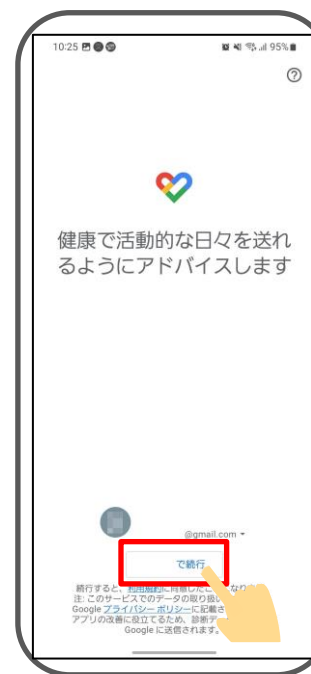 10:25
95%
健康で活動的な日々を送れ
るようにアドバイスします
@gmail.com
で続行
続行すると、利用規約に同意したこ なりま
注: このサービスでのデータの取り扱い
Google プライバシー ポリシーに記載さ
アプリの改善に役立てるため、診断デ
Google に送信されます。